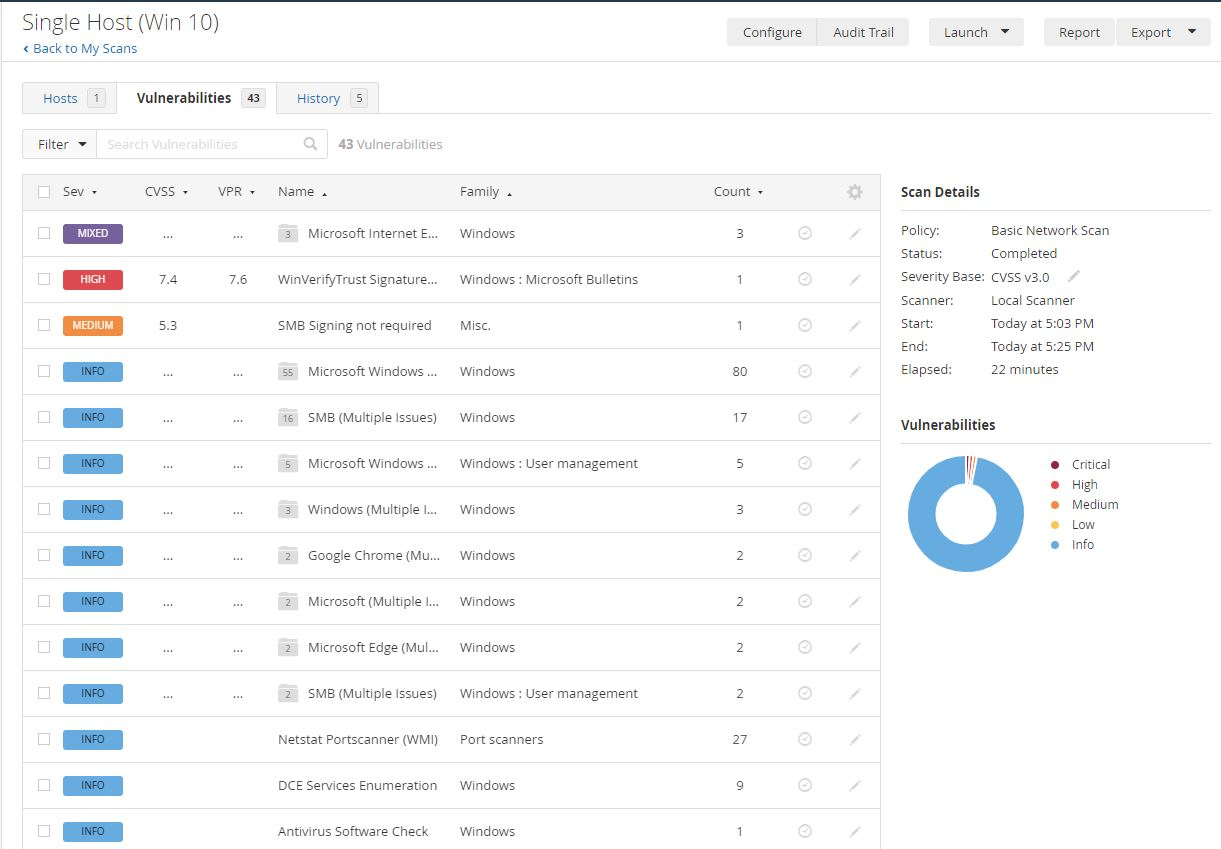 Single Host (Win 10)
‹ Back to My Scans
Configure Audit Trail Launch Report Export
Hosts 1 Vulnerabilities 43 History 5
Filter Search Vulnerabilities 43 Vulnerabilities
Sev CVSS VPR Name Family Count
MIXED ... ... 3 Microsoft Internet E... Windows 3
HIGH 7.4 7.6 WinVerifyTrust Signature... Windows : Microsoft Bulletins 1
MEDIUM 5.3 SMB Signing not required Misc. 1
INFO ... ... 55 Microsoft Windows ... Windows 80
INFO ... ... 16 SMB (Multiple Issues) Windows 17
INFO ... ... 5 Microsoft Windows ... Windows : User management 5
INFO ... ... 3 Windows (Multiple I... Windows 3
INFO ... ... 2 Google Chrome (Mu... Windows 2
INFO ... ... 2 Microsoft (Multiple I... Windows 2
INFO ... ... 2 Microsoft Edge (Mul... Windows 2
INFO ... ... 2 SMB (Multiple Issues) Windows : User management 2
INFO Netstat Portscanner (WMI) Port scanners 27
INFO DCE Services Enumeration Windows 9
INFO Antivirus Software Check Windows 1
Scan Details
Policy: Basic Network Scan
Status: Completed
Severity Base: CVSS v3.0
Scanner: Local Scanner
Start: Today at 5:03 PM
End: Today at 5:25 PM
Elapsed: 22 minutes
Vulnerabilities
Critical
High
Medium
Low
Info